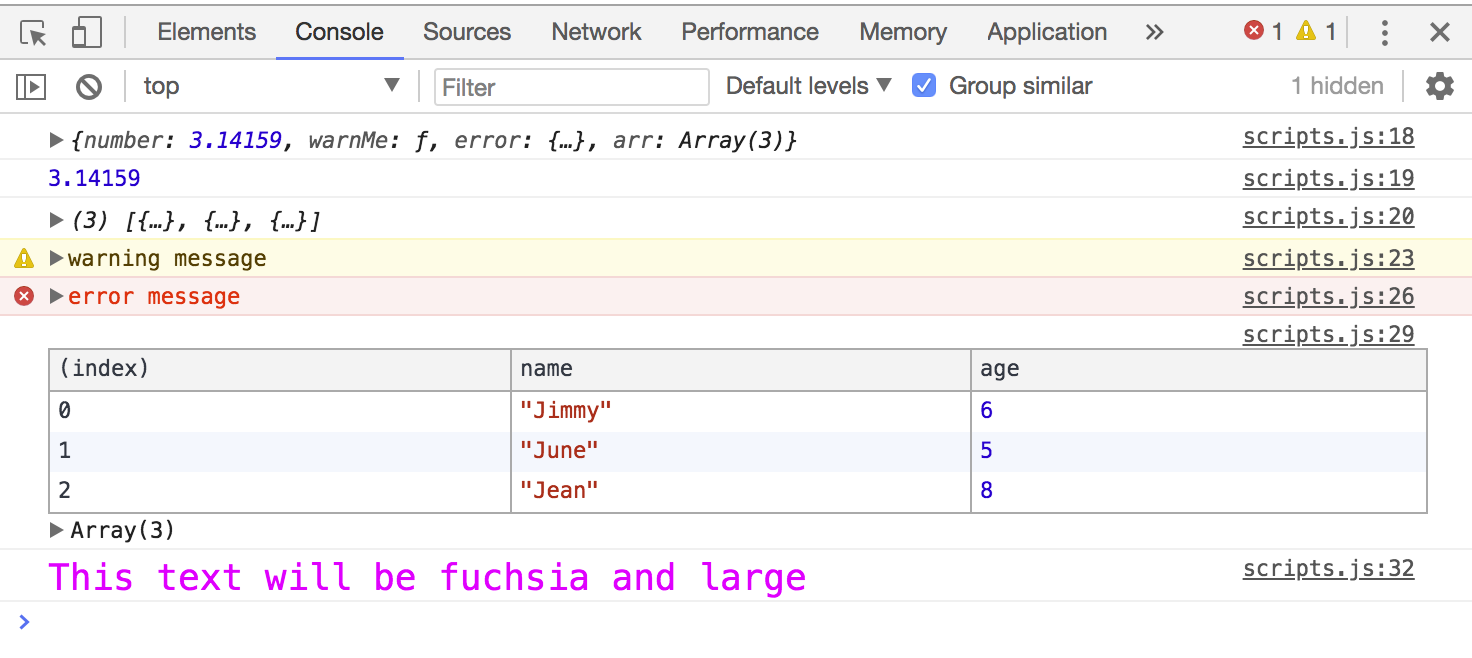 Elements Console Sources Network Performance Memory Application » 1 1
top ▼ Filter Default levels ▼ Group similar 1 hidden
▶{number: 3.14159, warnMe: ƒ, error: {…}, arr: Array(3)} scripts.js:18
3.14159 scripts.js:19
▶(3) [{…}, {…}, {…}] scripts.js:20
▶warning message scripts.js:23
▶error message scripts.js:26
scripts.js:29
(index) name age
0 "Jimmy" 6
1 "June" 5
2 "Jean" 8
▶Array(3)
This text will be fuchsia and large scripts.js:32
>